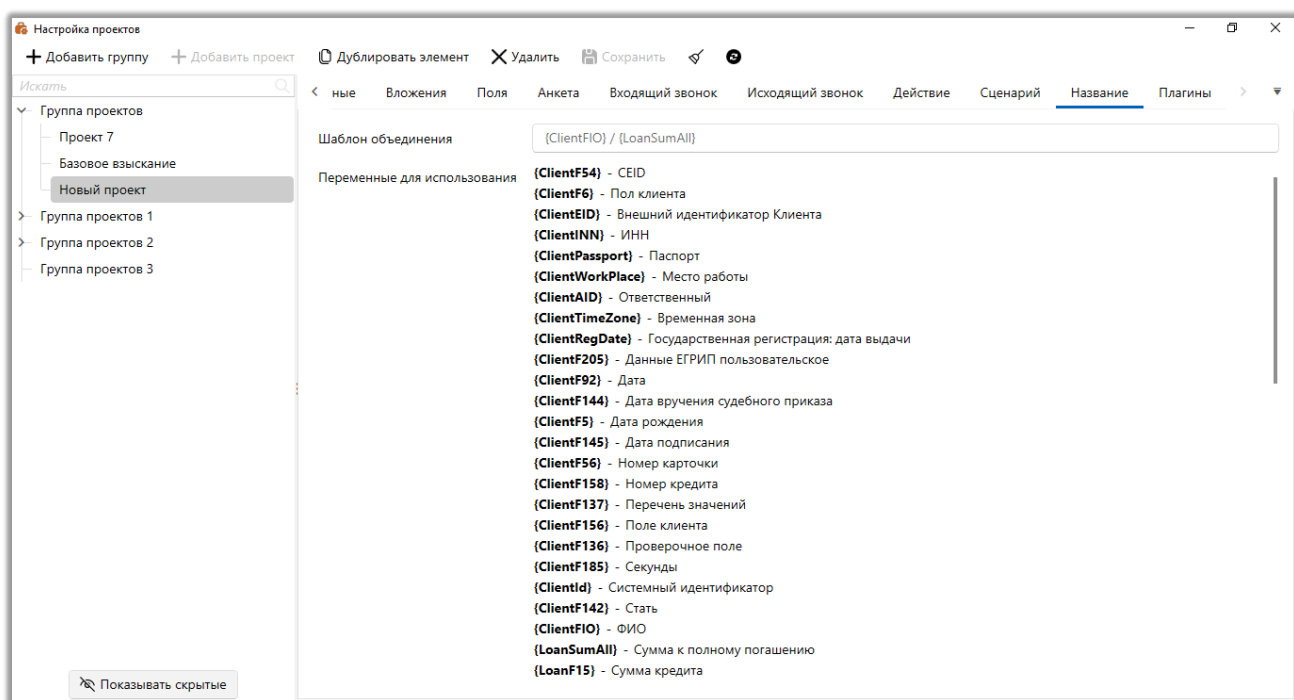 Настройка проектов
Добавить группу Добавить проект Дублировать элемент Удалить Сохранить
Искать
ные Вложения Поля Анкета Входящий звонок Исходящий звонок Действие Сценарий Название Плагины
Группа проектов
Проект 7
Базовое взыскание
Новый проект
Группа проектов 1
Группа проектов 2
Группа проектов 3
Показывать скрытые
Шаблон объединения {ClientFIO} / {LoanSumAll}
Переменные для использования {ClientF54} - CEID
{ClientF6} - Пол клиента
{ClientEID} - Внешний идентификатор Клиента
{ClientINN} - ИНН
{ClientPassport} - Паспорт
{ClientWorkPlace} - Место работы
{ClientAID} - Ответственный
{ClientTimeZone} - Временная зона
{ClientRegDate} - Государственная регистрация: дата выдачи
{ClientF205} - Данные ЕГРИП пользовательское
{ClientF92} - Дата
{ClientF144} - Дата вручения судебного приказа
{ClientF5} - Дата рождения
{ClientF145} - Дата подписания
{ClientF56} - Номер карточки
{ClientF158} - Номер кредита
{ClientF137} - Перечень значений
{ClientF156} - Поле клиента
{ClientF136} - Проверочное поле
{ClientF185} - Секунды
{ClientId} - Системный идентификатор
{ClientF142} - Стать
{ClientFIO} - ФИО
{LoanSumAll} - Сумма к полному погашению
{LoanF15} - Сумма кредита